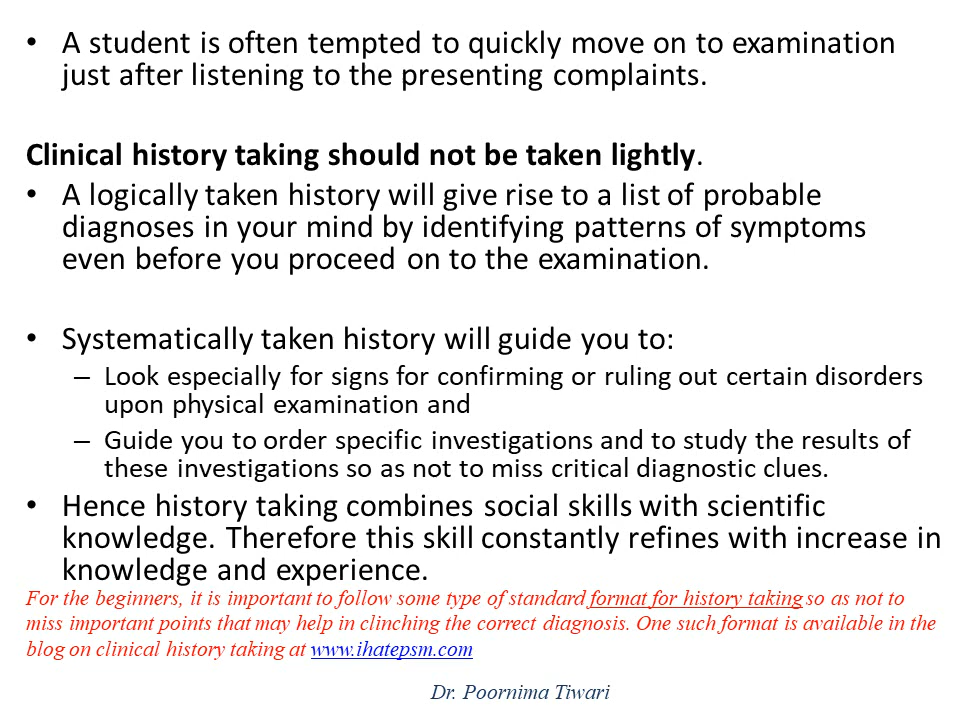 • A student is often tempted to quickly move on to examination
just after listening to the presenting complaints.
Clinical history taking should not be taken lightly.
• A logically taken history will give rise to a list of probable
diagnoses in your mind by identifying patterns of symptoms
even before you proceed on to the examination.
• Systematically taken history will guide you to:
– Look especially for signs for confirming or ruling out certain disorders
upon physical examination and
– Guide you to order specific investigations and to study the results of
these investigations so as not to miss critical diagnostic clues.
• Hence history taking combines social skills with scientific
knowledge. Therefore this skill constantly refines with increase in
knowledge and experience.
For the beginners, it is important to follow some type of standard format for history taking so as not to
miss important points that may help in clinching the correct diagnosis. One such format is available in the
blog on clinical history taking at www.ihatepsm.com
Dr. Poornima Tiwari